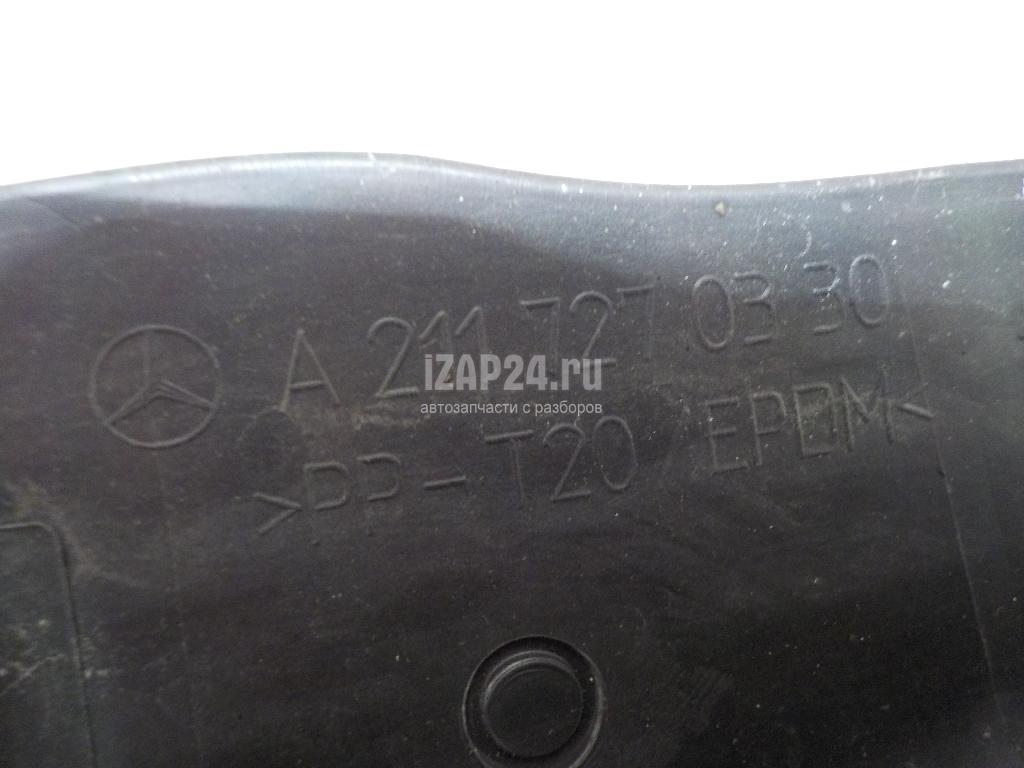 A 211 727 03 30
iZAP24.ru
автозапчасти с разборов
>PP-T20/EPDM<